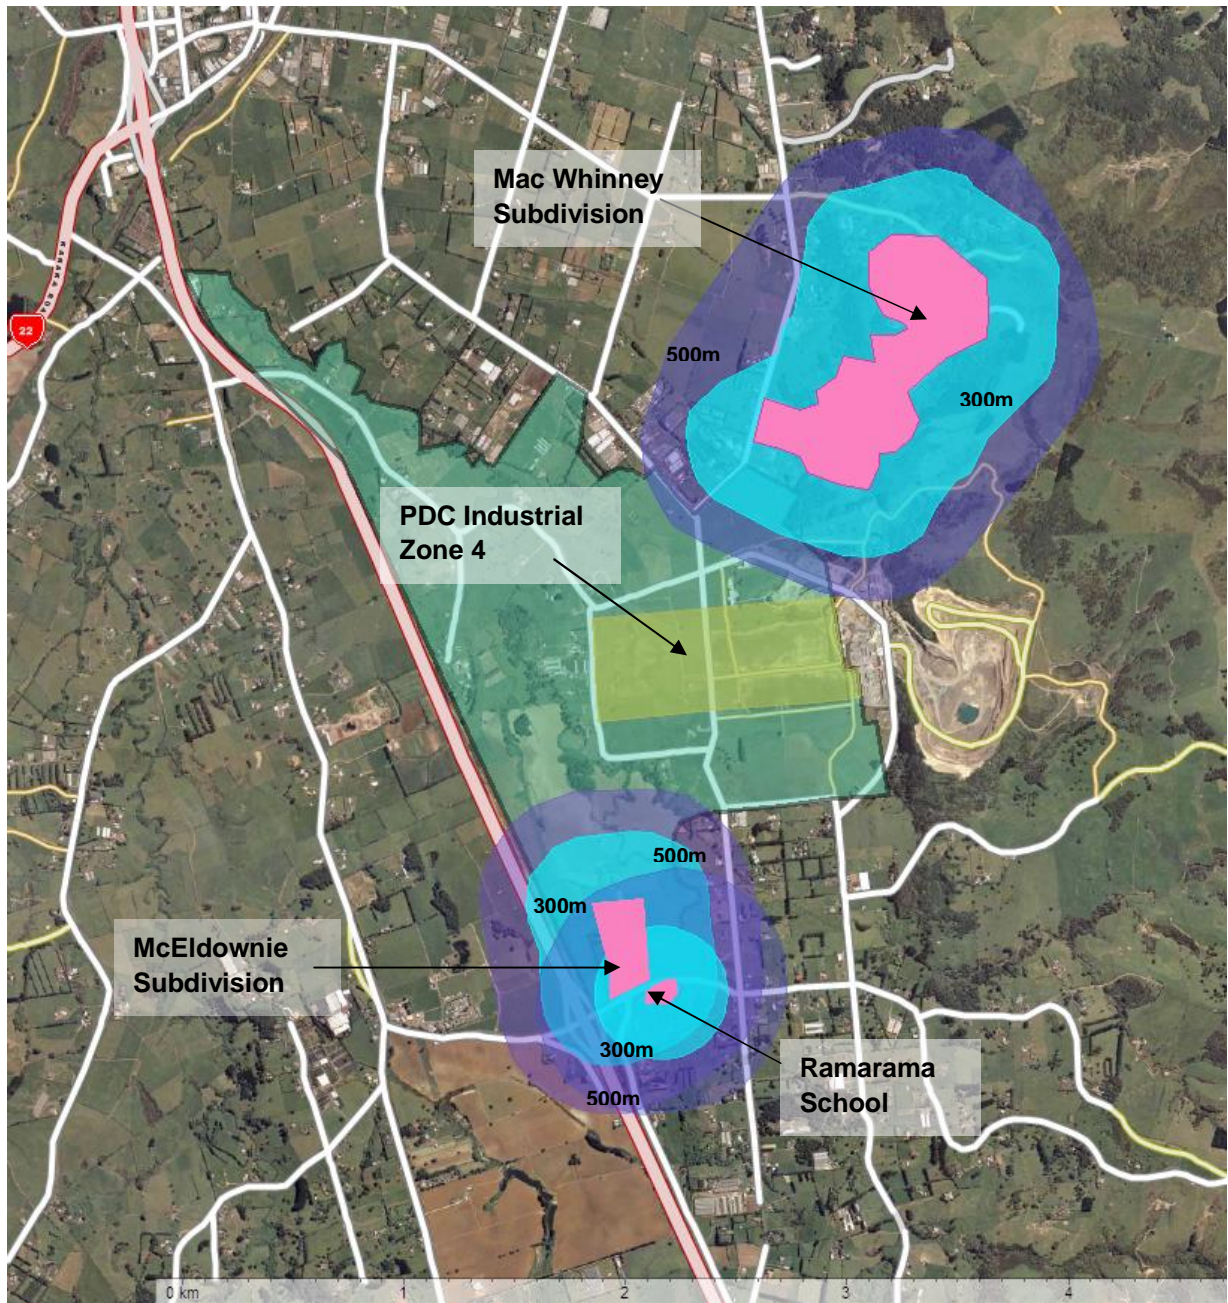 Mac Whinney
Subdivision
22
500m
300m
PDC Industrial
Zone 4
500m
300m
McEldownie
Subdivision
300m
Ramarama
School
500m
0 km
1
2
3
4